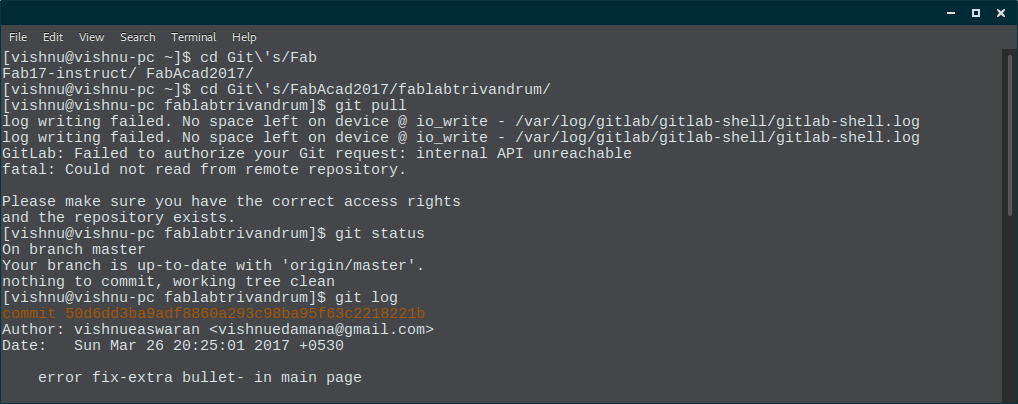 File Edit View Search Terminal Help
[vishnu@vishnu-pc ~]$ cd Git\'s/Fab
Fab17-instruct/ FabAcad2017/
[vishnu@vishnu-pc ~]$ cd Git\'s/FabAcad2017/fablabtrivandrum/
[vishnu@vishnu-pc fablabtrivandrum]$ git pull
log writing failed. No space left on device @ io_write - /var/log/gitlab/gitlab-shell/gitlab-shell.log
log writing failed. No space left on device @ io_write - /var/log/gitlab/gitlab-shell/gitlab-shell.log
GitLab: Failed to authorize your Git request: internal API unreachable
fatal: Could not read from remote repository.

Please make sure you have the correct access rights
and the repository exists.
[vishnu@vishnu-pc fablabtrivandrum]$ git status
On branch master
Your branch is up-to-date with 'origin/master'.
nothing to commit, working tree clean
[vishnu@vishnu-pc fablabtrivandrum]$ git log
commit 50d6dd3ba9adf8860a293c98ba95f63c2218221b
Author: vishnueaswaran <vishnuedamana@gmail.com>
Date:   Sun Mar 26 20:25:01 2017 +0530

    error fix-extra bullet- in main page